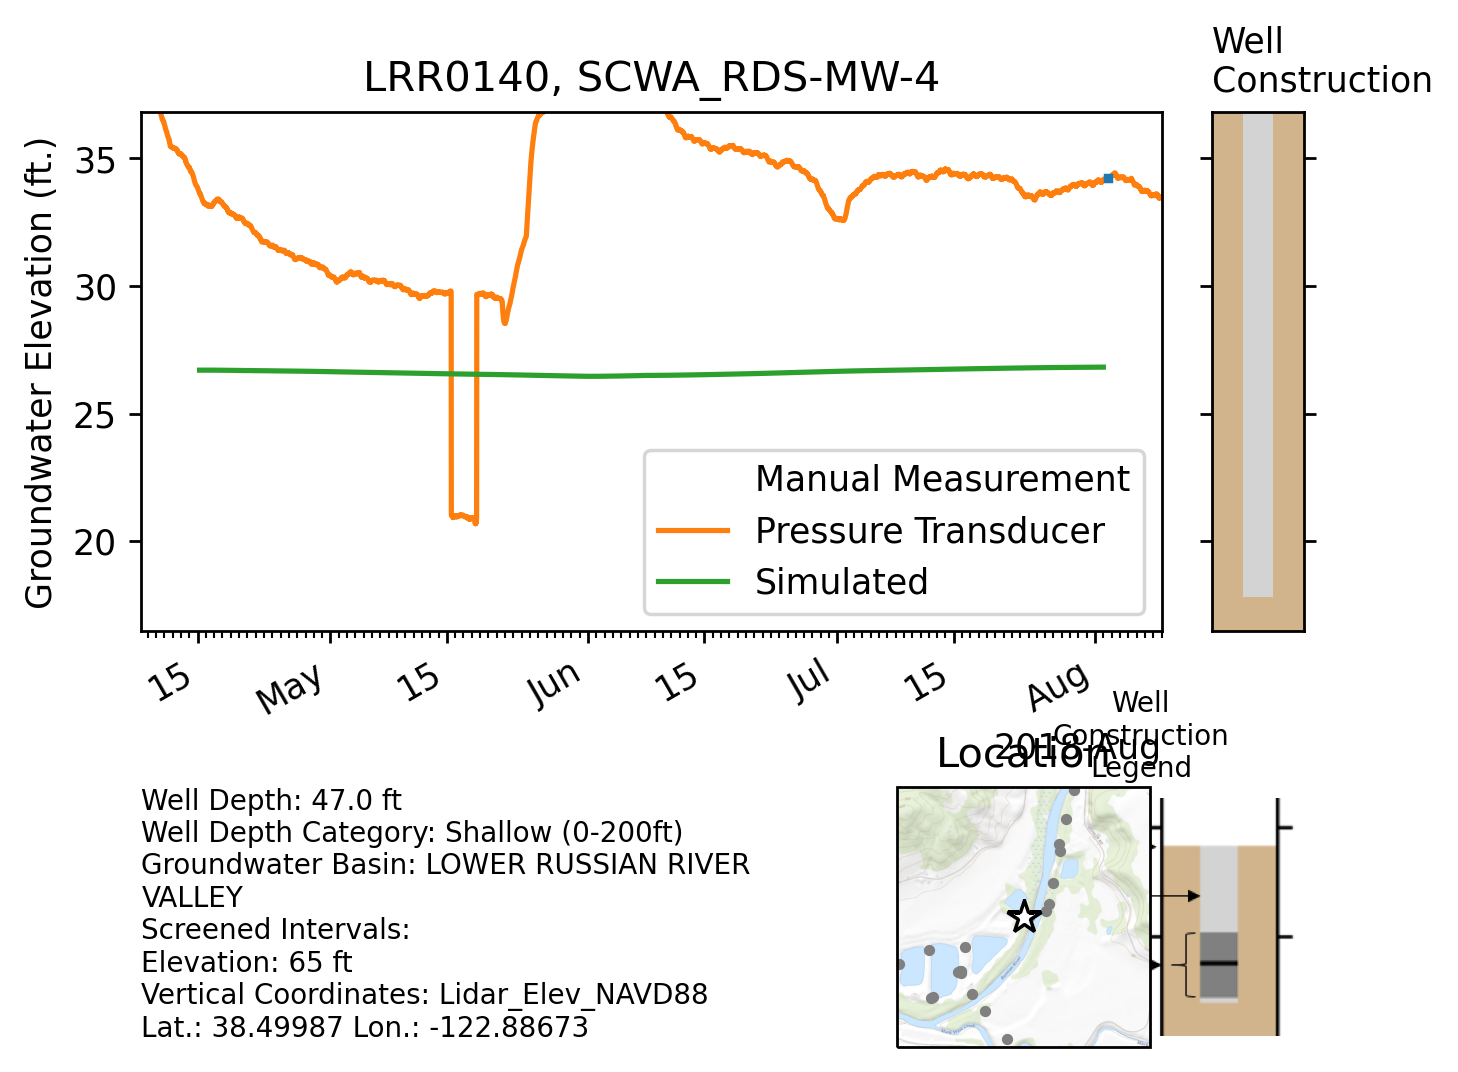 Well
Construction
LRR0140, SCWA_RDS-MW-4
Groundwater Elevation (ft.)
35
30
25
20
Manual Measurement
Pressure Transducer
Simulated
15
May
15
Jun
15
Jul
15
Aug
2018-Aug
Location
Well
Construction
Legend
Well Depth: 47.0 ft
Well Depth Category: Shallow (0-200ft)
Groundwater Basin: LOWER RUSSIAN RIVER
VALLEY
Screened Intervals:
Elevation: 65 ft
Vertical Coordinates: Lidar_Elev_NAVD88
Lat.: 38.49987 Lon.: -122.88673